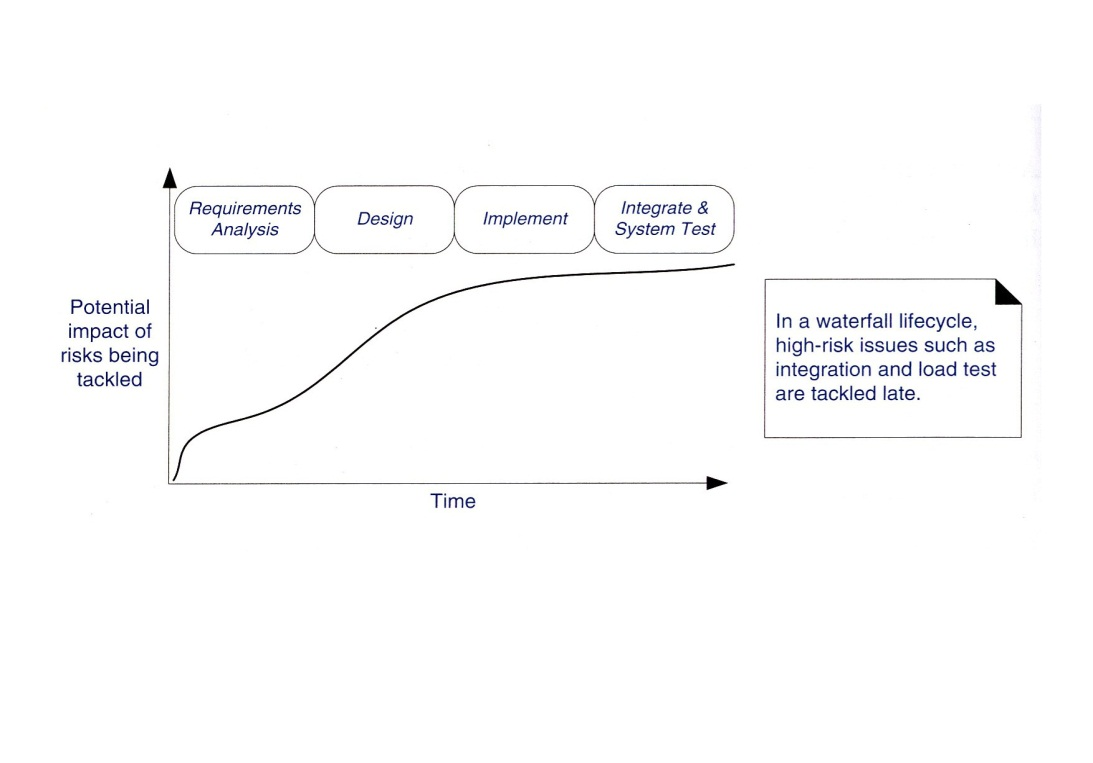 Requirements
Analysis
Design
Implement
Integrate &
System Test
Potential
impact of
risks being
tackled
In a waterfall lifecycle,
high-risk issues such as
integration and load test
are tackled late.
Time